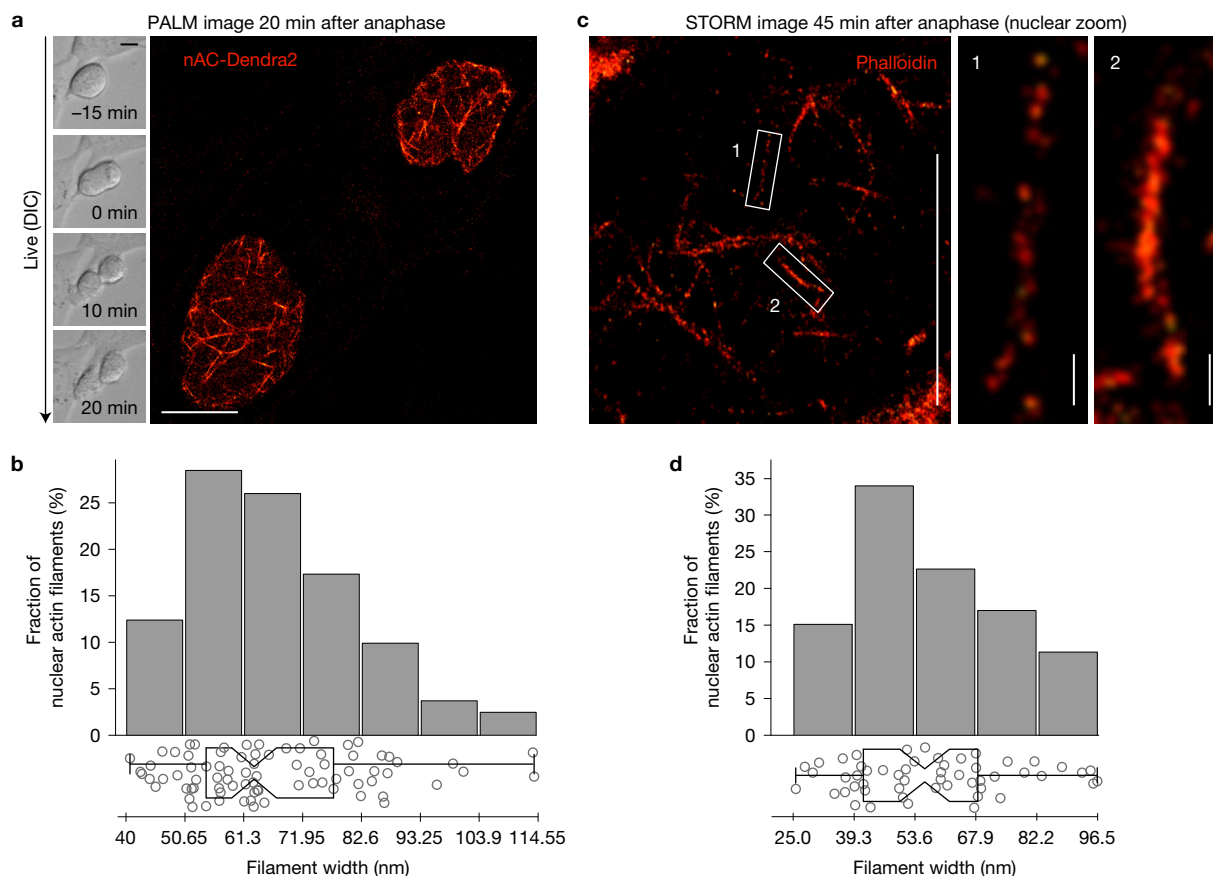 a
PALM image 20 min after anaphase
Live (DIC)
–15 min
0 min
10 min
20 min
nAC-Dendra2
c
STORM image 45 min after anaphase (nuclear zoom)
Phalloidin
1
2
1
2
b
Fraction of
nuclear actin filaments (%)
25
20
15
10
5
0
40 50.65 61.3 71.95 82.6 93.25 103.9 114.55
Filament width (nm)
d
Fraction of
nuclear actin filaments (%)
35
30
25
20
15
10
5
0
25.0 39.3 53.6 67.9 82.2 96.5
Filament width (nm)